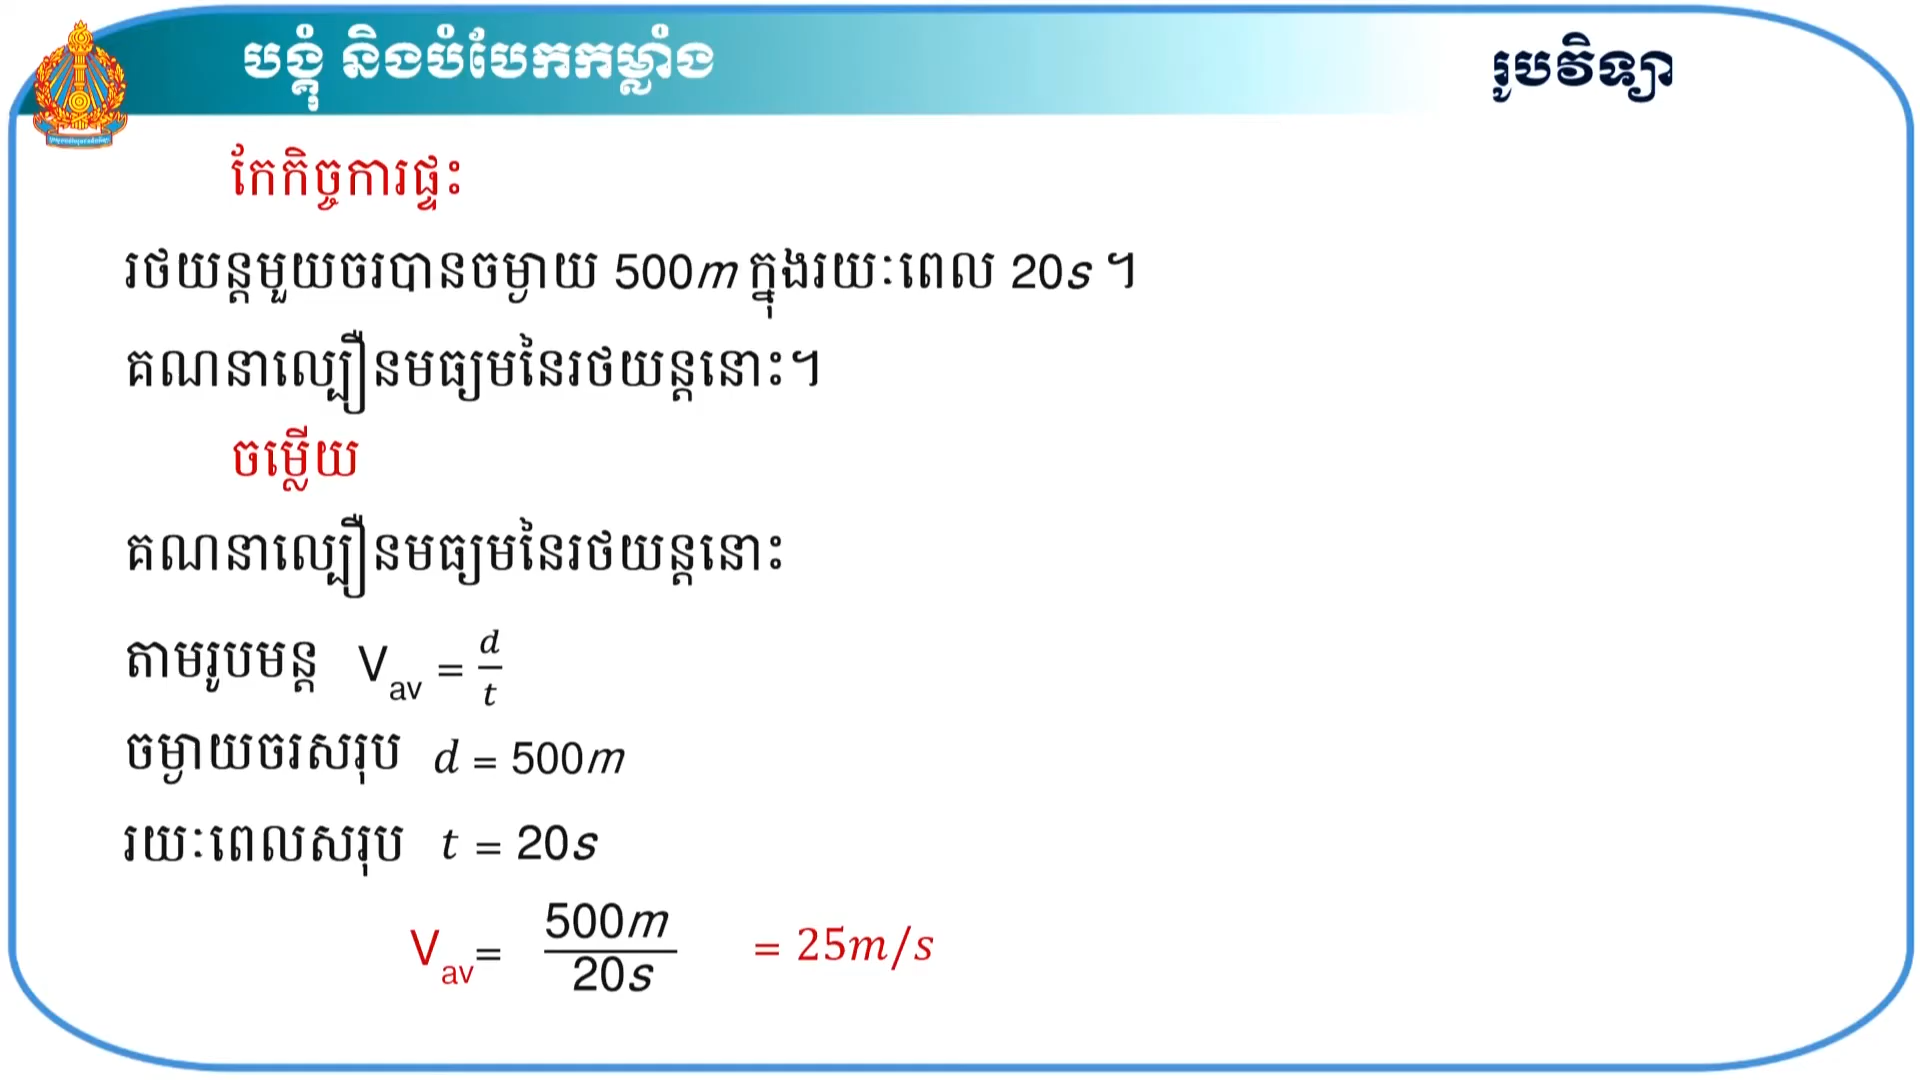 បង្គុំ និងបំបែកកម្លាំង
រូបវិទ្យា
កែកិច្ចការផ្ទះ
រថយន្តមួយចរបានចម្ងាយ 500m ក្នុងរយៈពេល 20s ។
គណនាល្បឿនមធ្យមនៃរថយន្តនោះ។
ចម្លើយ
គណនាល្បឿនមធ្យមនៃរថយន្តនោះ
តាមរូបមន្ត Vav = d/t
ចម្ងាយចរសរុប d = 500m
រយៈពេលសរុប t = 20s
Vav= 500m/20s = 25m/s